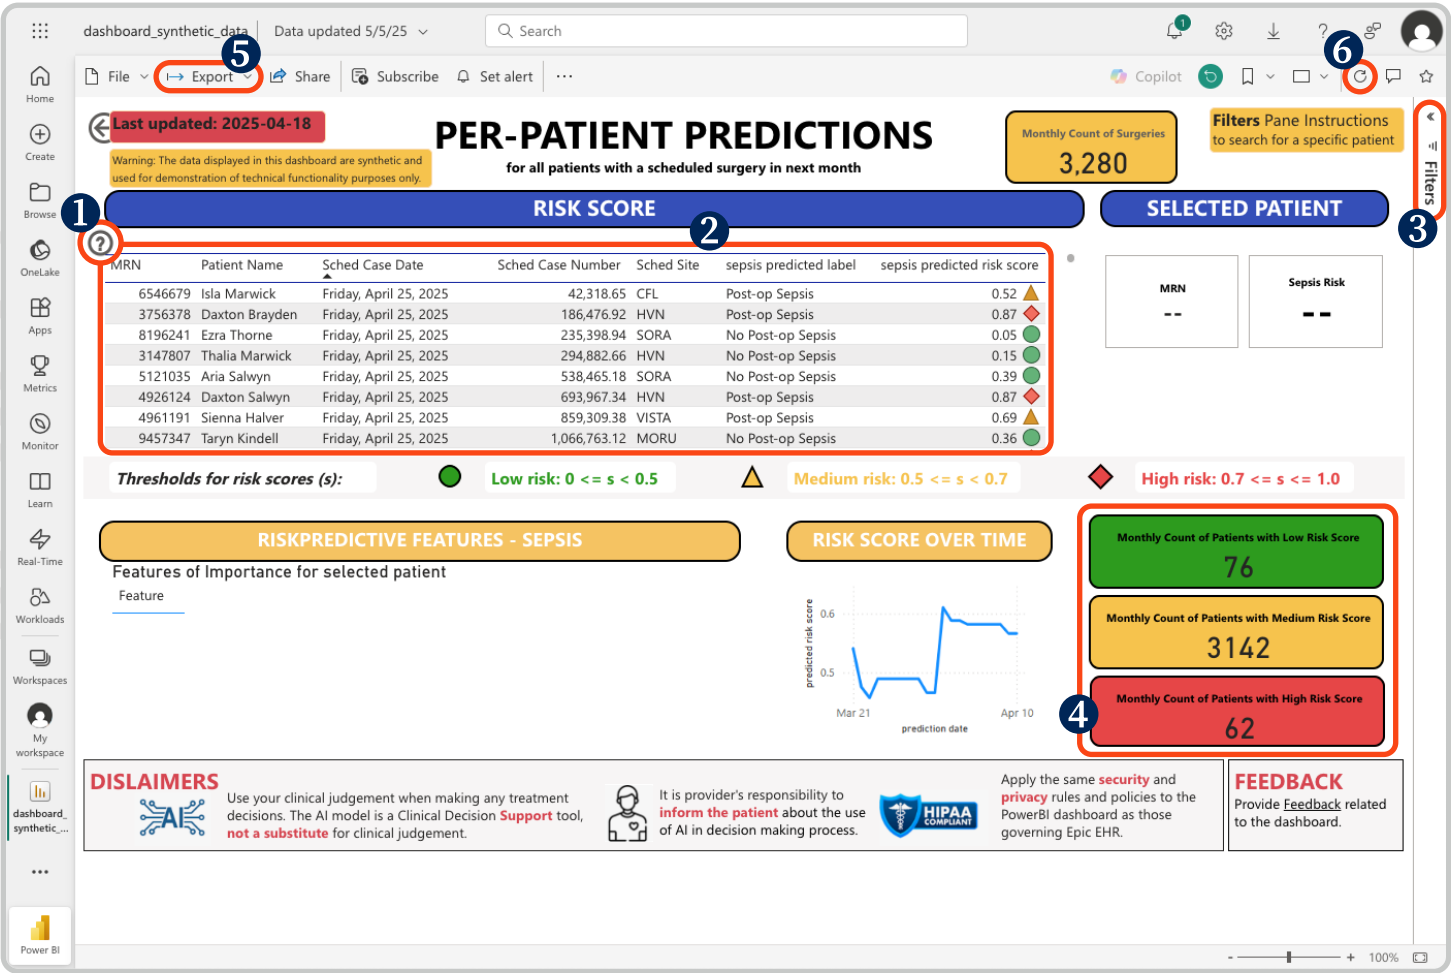 dashboard_synthetic_data
Data updated 5/5/25
Search
1
5
6
File
Export
Share
Subscribe
Set alert
Copilot
Home
Create
Browse
OneLake
Apps
Metrics
Monitor
Learn
Real-Time
Workloads
Workspaces
My
workspace
dashboard_
synthetic_...
Power BI
Last updated: 2025-04-18
Warning: The data displayed in this dashboard are synthetic and
used for demonstration of technical functionality purposes only.
PER-PATIENT PREDICTIONS
for all patients with a scheduled surgery in next month
Monthly Count of Surgeries
3,280
Filters Pane Instructions
to search for a specific patient
Filters
3
1
RISK SCORE
2
SELECTED PATIENT
?
MRN Patient Name Sched Case Date Sched Case Number Sched Site sepsis predicted label sepsis predicted risk score
6546679 Isla Marwick Friday, April 25, 2025 42,318.65 CFL Post-op Sepsis 0.52
3756378 Daxton Brayden Friday, April 25, 2025 186,476.92 HVN Post-op Sepsis 0.87
8196241 Ezra Thorne Friday, April 25, 2025 235,398.94 SORA No Post-op Sepsis 0.05
3147807 Thalia Marwick Friday, April 25, 2025 294,882.66 HVN No Post-op Sepsis 0.15
5121035 Aria Salwyn Friday, April 25, 2025 538,465.18 SORA No Post-op Sepsis 0.39
4926124 Daxton Salwyn Friday, April 25, 2025 693,967.34 HVN Post-op Sepsis 0.87
4961191 Sienna Halver Friday, April 25, 2025 859,309.38 VISTA Post-op Sepsis 0.69
9457347 Taryn Kindell Friday, April 25, 2025 1,066,763.12 MORU No Post-op Sepsis 0.36
MRN
--
Sepsis Risk
--
Thresholds for risk scores (s):
Low risk: 0 <= s < 0.5
Medium risk: 0.5 <= s < 0.7
High risk: 0.7 <= s <= 1.0
RISKPREDICTIVE FEATURES - SEPSIS
Features of Importance for selected patient
Feature
RISK SCORE OVER TIME
predicted risk score
0.6
0.5
Mar 21
Apr 10
prediction date
4
Monthly Count of Patients with Low Risk Score
76
Monthly Count of Patients with Medium Risk Score
3142
Monthly Count of Patients with High Risk Score
62
DISLAIMERS
AI
Use your clinical judgement when making any treatment
decisions. The AI model is a Clinical Decision Support tool,
not a substitute for clinical judgement.
It is provider's responsibility to
inform the patient about the use
of AI in decision making process.
HIPAA
COMPLIANT
Apply the same security and
privacy rules and policies to the
PowerBI dashboard as those
governing Epic EHR.
FEEDBACK
Provide Feedback related
to the dashboard.
- + 100%